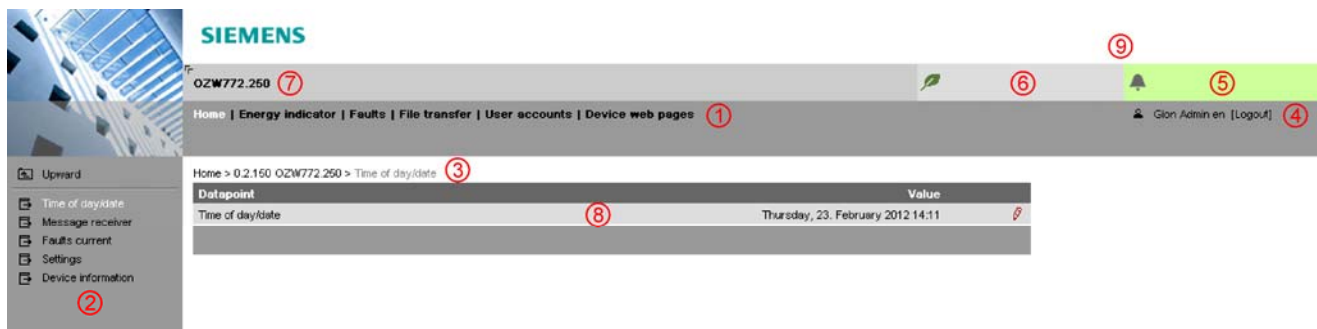 SIEMENS
9
OZW772.250 7 6 5
Home | Energy indicator | Faults | File transfer | User accounts | Device web pages 1 Gion Admin en [Logout] 4
Upward
Home > 0.2.150 OZW772.250 > Time of day/date 3
Datapoint Value
Time of day/date 8 Thursday, 23. February 2012 14:11
Time of day/date
Message receiver
Faults current
Settings
Device information
2